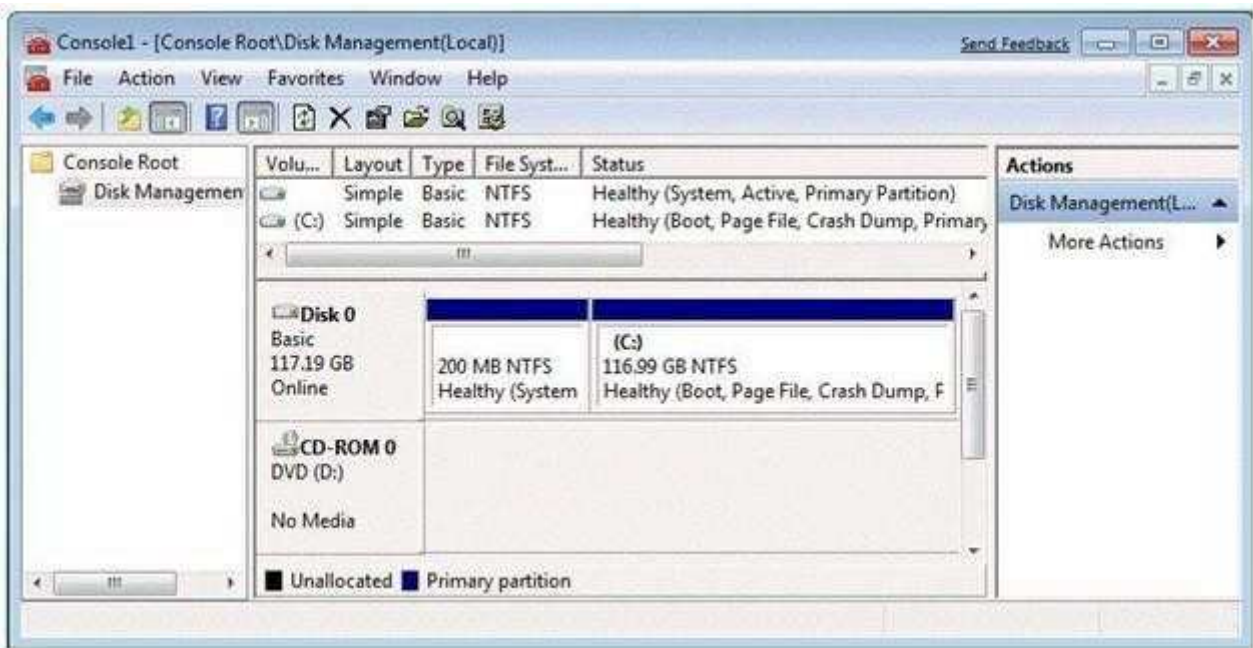 Console1 - [Console Root\Disk Management(Local)]
Send Feedback
File Action View Favorites Window Help
Console Root
Disk Managemen
Volu... Layout Type File Syst... Status
Simple Basic NTFS Healthy (System, Active, Primary Partition)
(C:) Simple Basic NTFS Healthy (Boot, Page File, Crash Dump, Primary
Disk 0
Basic
117.19 GB
Online
200 MB NTFS
Healthy (System
(C:)
116.99 GB NTFS
Healthy (Boot, Page File, Crash Dump, P
CD-ROM 0
DVD (D:)
No Media
Unallocated Primary partition
Actions
Disk Management(L...
More Actions